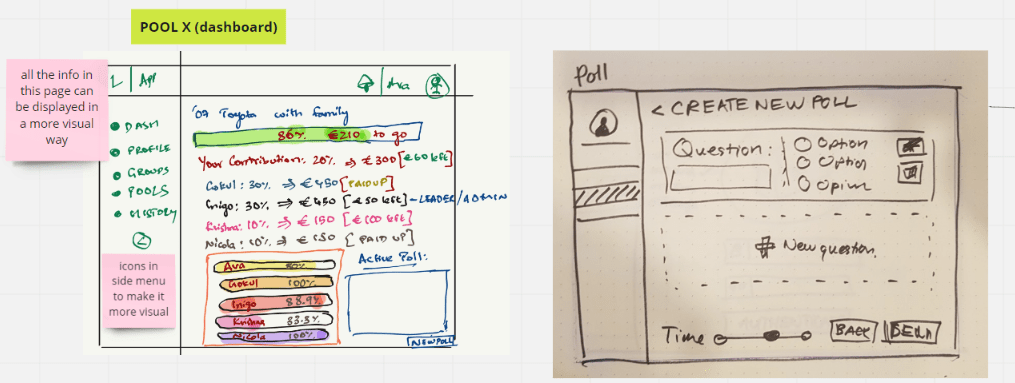 POOL X (dashboard)
all the info in
this page can
be displayed in
a more visual
way
App
Ava
'07 Toyota with family
86% €210 to go
Your Contribution: 20% ⇒ €300 [€60 left]
Gokul: 30% ⇒ €450 [PAID UP]
Inigo: 30% ⇒ €450 [€50 left] - LEADER/ADMIN
Krishna: 10% ⇒ €150 [€100 left]
Nicola: 10% ⇒ €150 [PAID UP]
DASH
PROFILE
GROUPS
POOLS
HISTORY
2
icons in
side menu
to make it
more visual
Ava 80%
Gokul 100%
Inigo 88.9%
Krishna 33.3%
Nicola 100%
Active Poll:
NEW POLL
Poll
< CREATE NEW POLL
Question:
Option
Option
Option
New question
Time
BACK